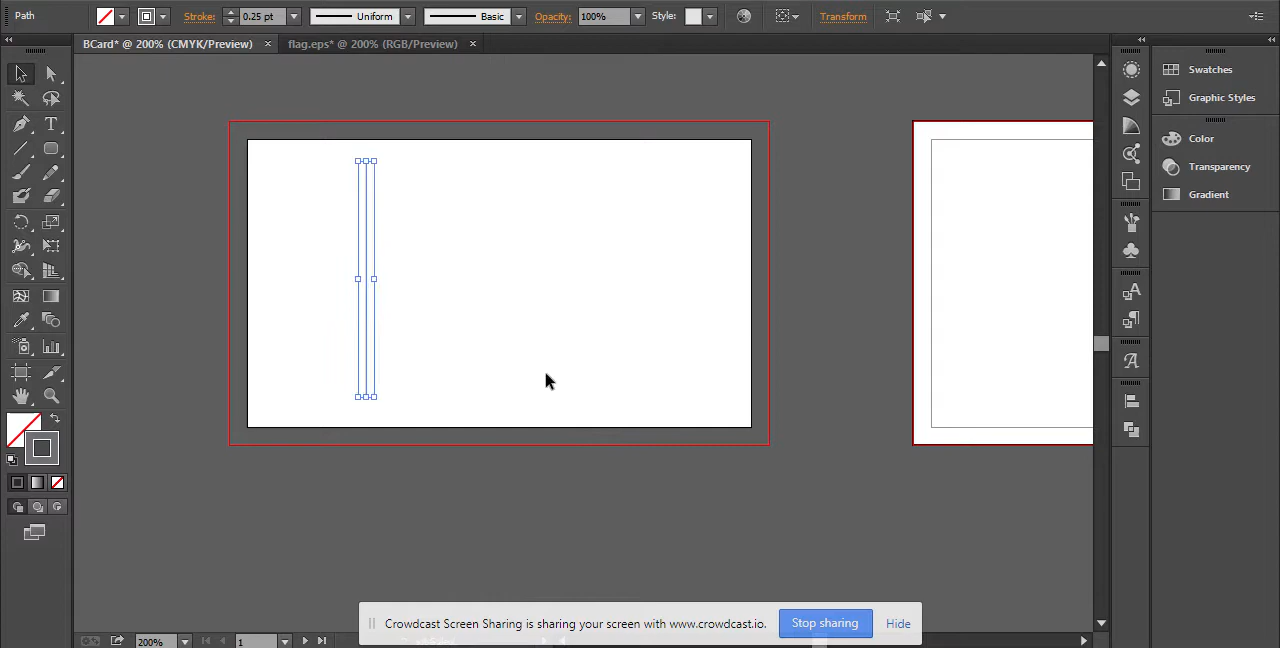 Path
Stroke: 0.25 pt Uniform Basic Opacity: 100% Style: Transform
BCard* @ 200% (CMYK/Preview) × flag.eps* @ 200% (RGB/Preview) ×
Swatches
Graphic Styles
Color
Transparency
Gradient
Crowdcast Screen Sharing is sharing your screen with www.crowdcast.io. Stop sharing Hide
200% 1